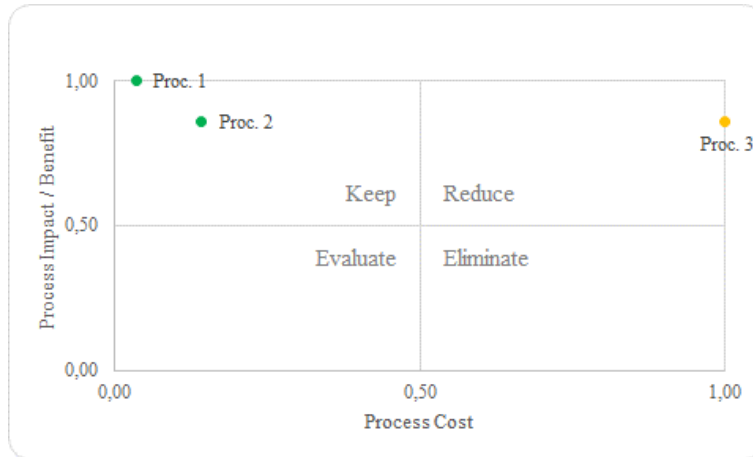 1,00
Proc. 1
Proc. 2
Proc. 3
Keep
Reduce
0,50
Evaluate
Eliminate
0,00
0,00
0,50
1,00
Process Cost
Process Impact / Benefit